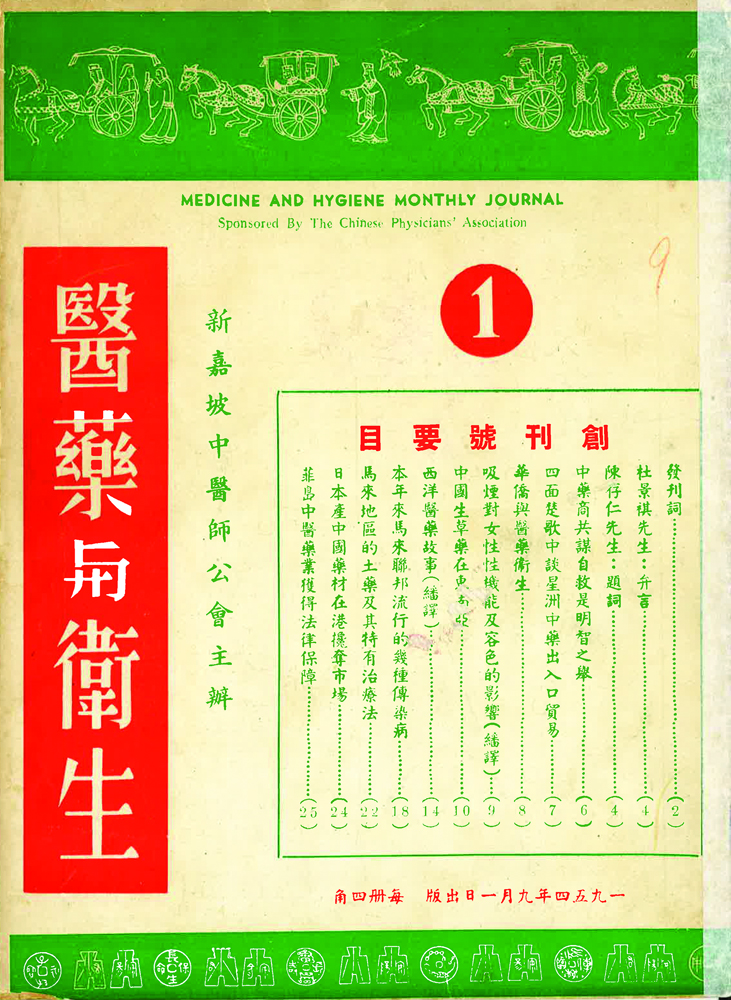 MEDICINE AND HYGIENE MONTHLY JOURNAL
Sponsored By The Chinese Physicians' Association
醫藥與衛生
新嘉坡中醫師公會主辦
1
9
創刊號要目
發刊詞……(2)
杜景祺先生：弁言……(4)
陳存仁先生：題詞……(4)
中藥商共謀自救是明智之舉……(6)
四面楚歌中談星洲中藥出入口貿易……(7)
華僑與醫藥衛生……(8)
吸煙對女性性機能及容色的影響(繙譯)……(9)
中國生草藥在東南亞……(10)
西洋醫藥故事(繙譯)……(14)
本年來馬來聯邦流行的幾種傳染病……(18)
馬來地區的土藥及其特有治療法……(22)
日本產中國藥材在港攙奪市場……(24)
菲島中醫藥業獲得法律保障……(25)
一九五四年九月一日出版 每册四角